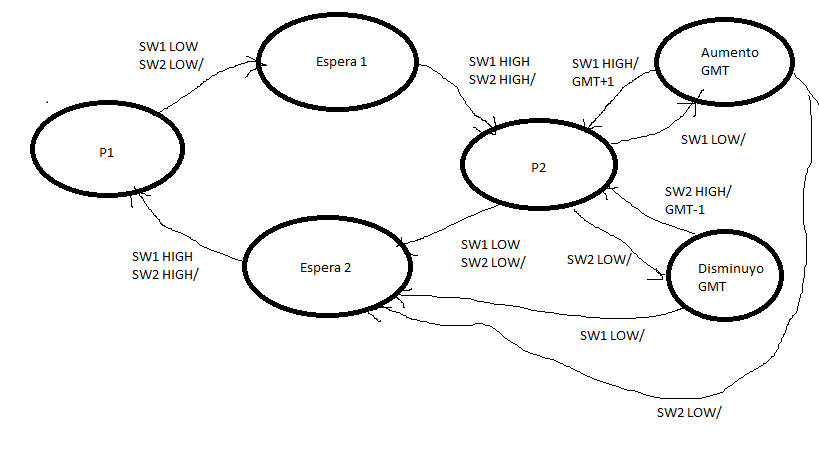 SW1 LOW
SW2 LOW/
Espera 1
SW1 HIGH
SW2 HIGH/
SW1 HIGH/
GMT+1
Aumento
GMT
P1
P2
SW1 LOW/
SW2 HIGH/
GMT-1
SW1 HIGH
SW2 HIGH/
Espera 2
SW1 LOW
SW2 LOW/
SW2 LOW/
Disminuyo
GMT
SW1 LOW/
SW2 LOW/